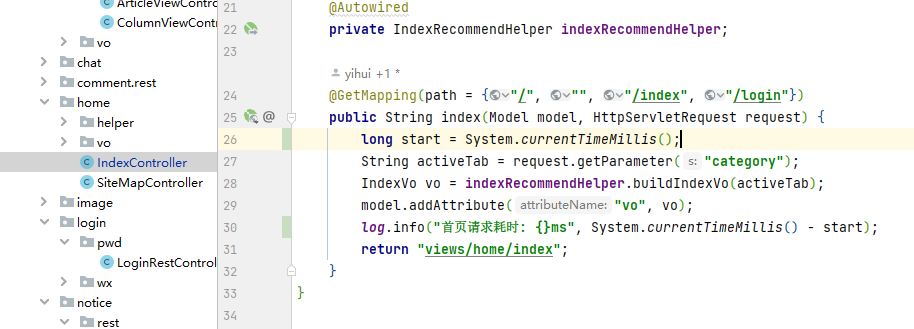 ArticleViewContro
ColumnViewContro
vo
chat
comment.rest
home
helper
vo
IndexController
SiteMapController
image
login
pwd
LoginRestControl
wx
notice
rest
21 @Autowired
22 private IndexRecommendHelper indexRecommendHelper;
23
yihui +1 *
24 @GetMapping(path = {"/", "", "/index", "/login"})
25 @ public String index(Model model, HttpServletRequest request) {
26 long start = System.currentTimeMillis();
27 String activeTab = request.getParameter( s: "category");
28 IndexVo vo = indexRecommendHelper.buildIndexVo(activeTab);
29 model.addAttribute( attributeName: "vo", vo);
30 log.info("首页请求耗时: {}ms", System.currentTimeMillis() - start);
31 return "views/home/index";
32 }
33 }
34